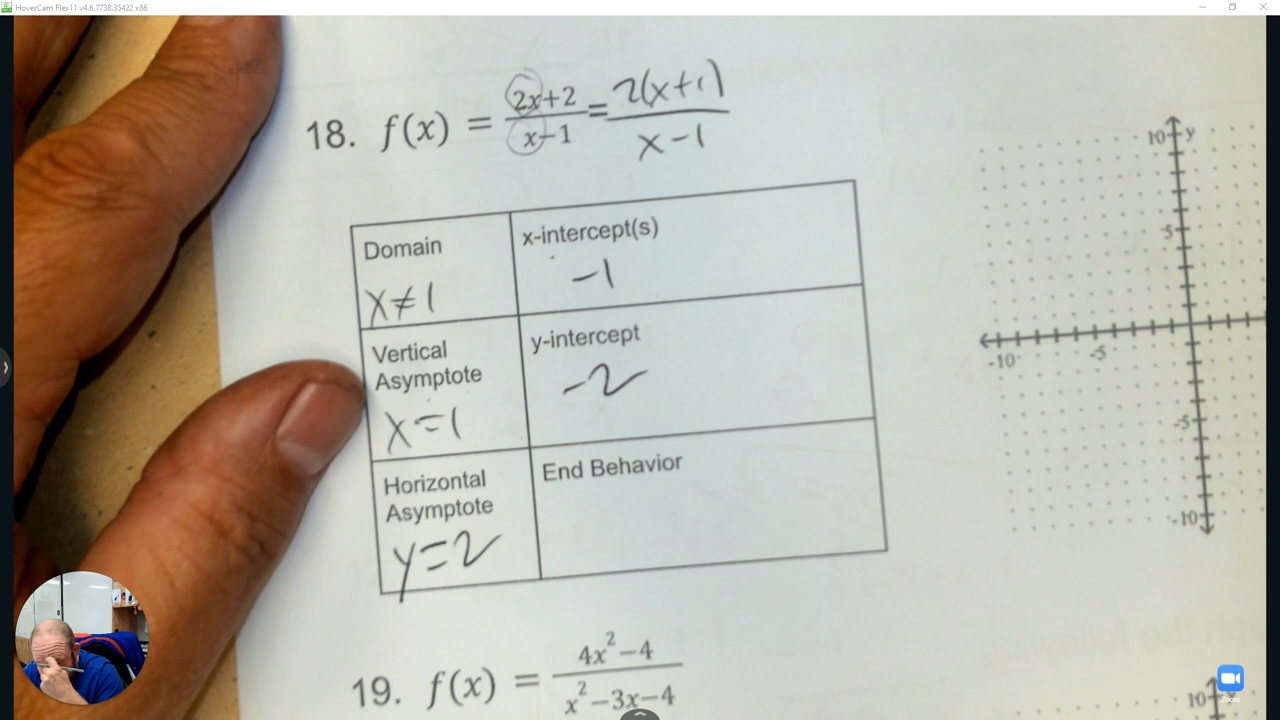 HoverCam Flex11 v4.6.7738.35422 x86
18. f(x) = 2x+2 / x-1 = 2(x+1) / x-1
Domain
x≠1
x-intercept(s)
-1
Vertical
Asymptote
x=1
y-intercept
-2
Horizontal
Asymptote
y=2
End Behavior
10 y
5
-10 -5
-5
-10
19. f(x) = 4x²-4 / x²-3x-4
10
Zoom